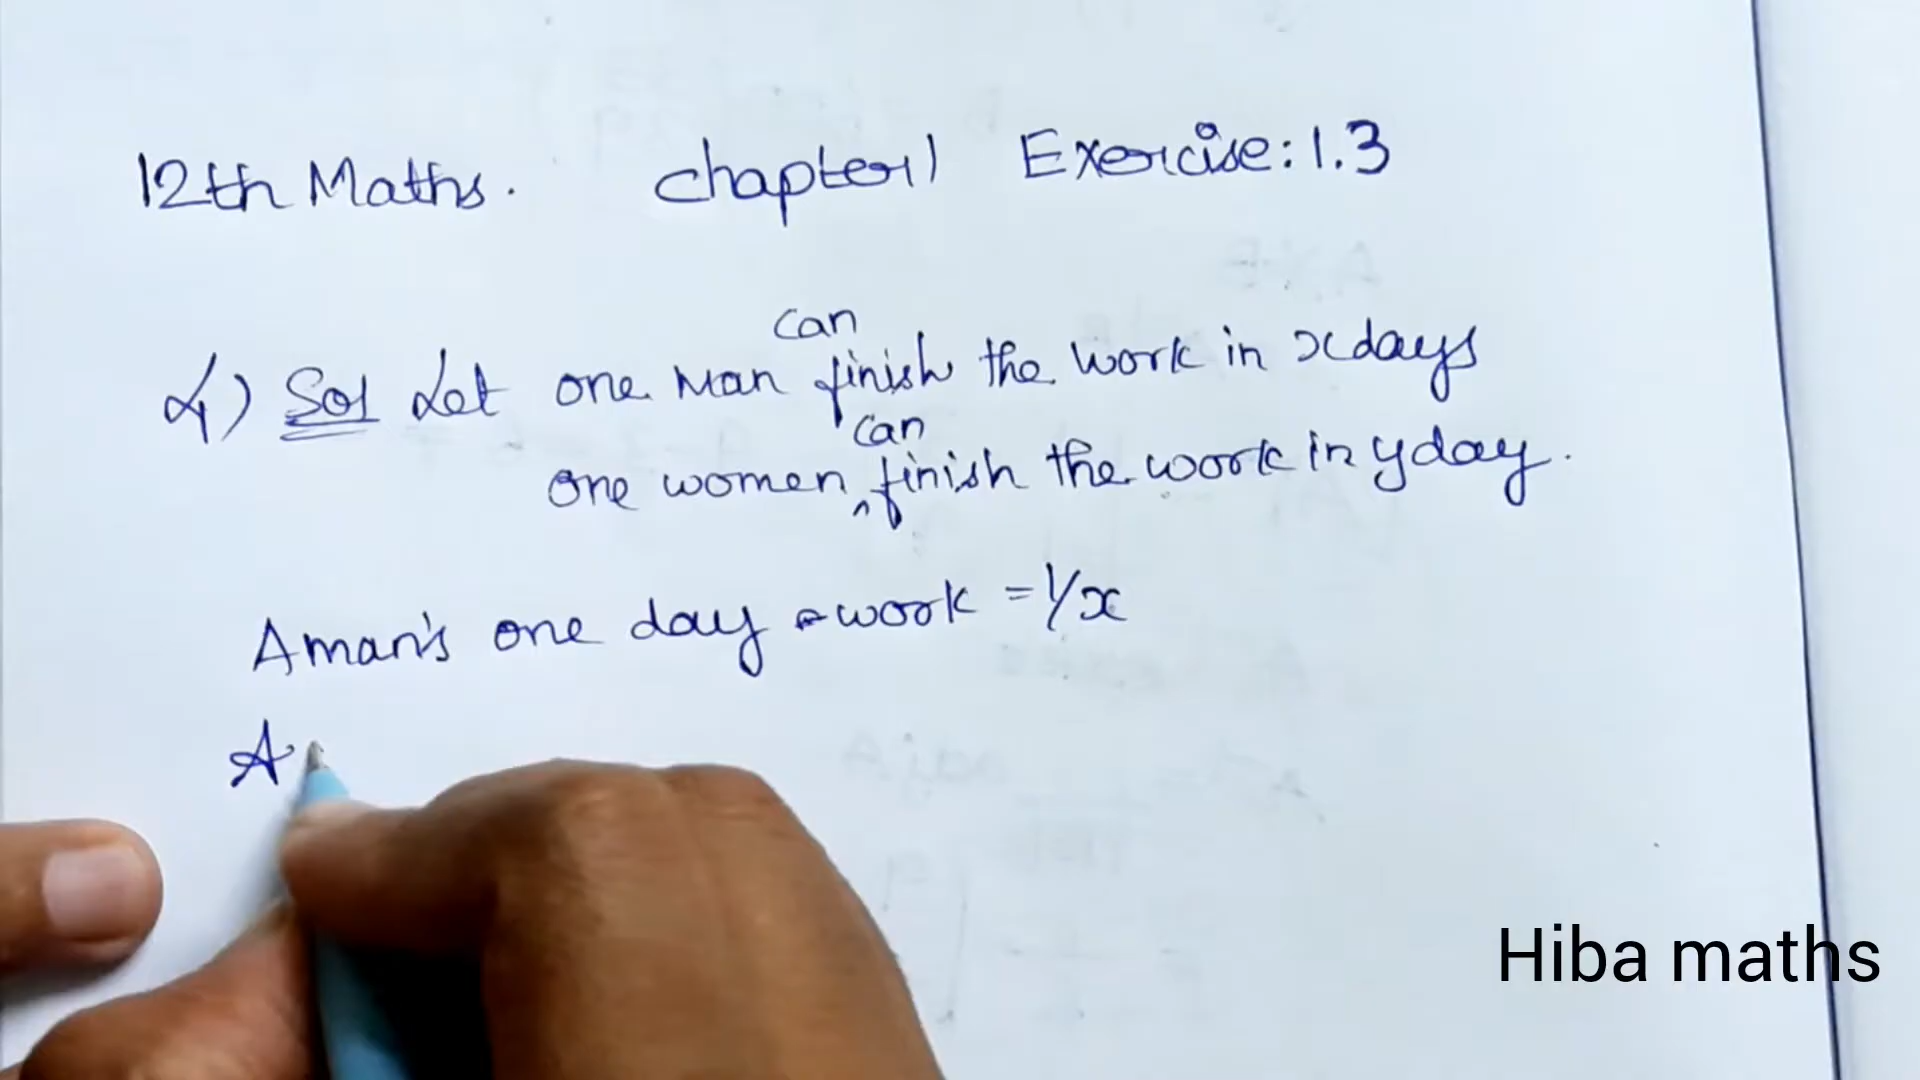 12th Maths. chapter 1 Exercise: 1.3
can
4) Sol Let one Man finish the work in x days
can
one women ^ finish the work in y day.
A man's one day work = 1/x
A
Hiba maths